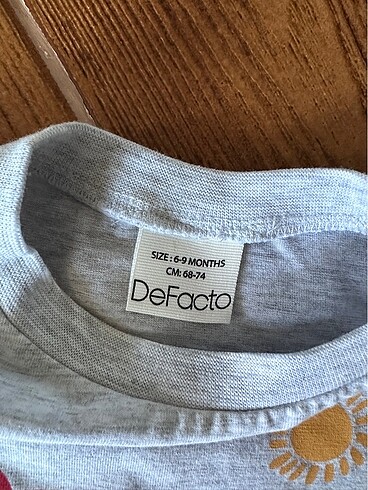 SIZE : 6-9 MONTHS
CM: 68-74
DeFacto